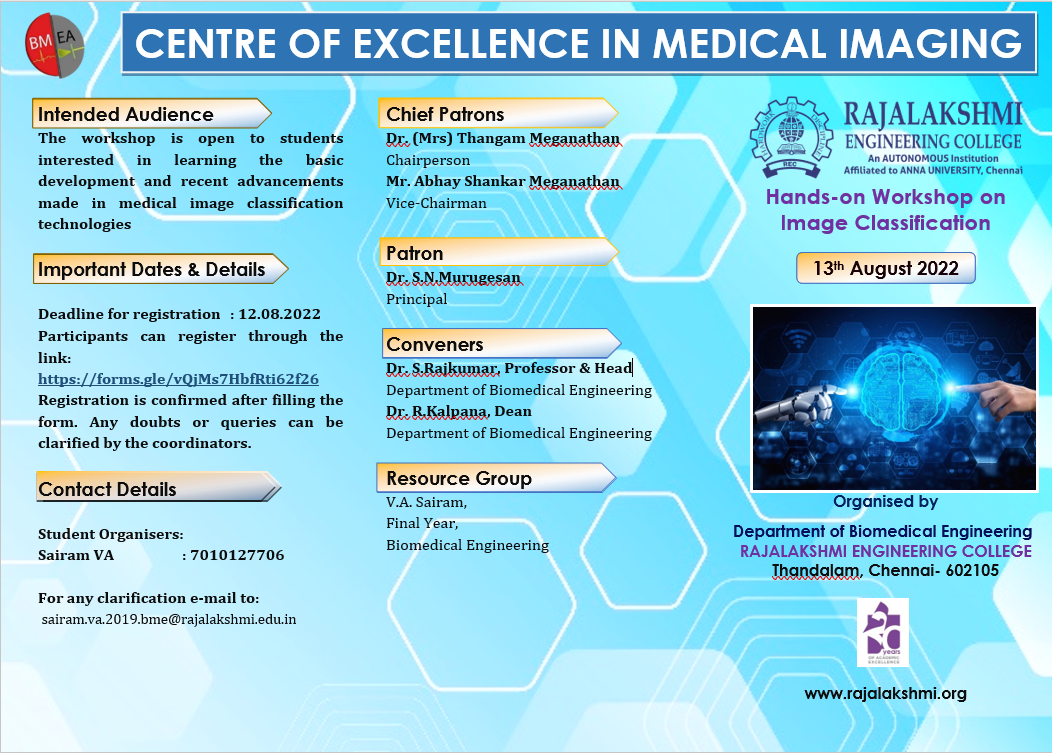 BM EA
CENTRE OF EXCELLENCE IN MEDICAL IMAGING
Intended Audience
The workshop is open to students
interested in learning the basic
development and recent advancements
made in medical image classification
technologies
Important Dates & Details
Deadline for registration : 12.08.2022
Participants can register through the
link:
https://forms.gle/vQjMs7HbfRti62f26
Registration is confirmed after filling the
form. Any doubts or queries can be
clarified by the coordinators.
Contact Details
Student Organisers:
Sairam VA : 7010127706
For any clarification e-mail to:
sairam.va.2019.bme@rajalakshmi.edu.in
Chief Patrons
Dr. (Mrs) Thangam Meganathan
Chairperson
Mr. Abhay Shankar Meganathan
Vice-Chairman
Patron
Dr. S.N.Murugesan
Principal
Conveners
Dr. S.Rajkumar, Professor & Head
Department of Biomedical Engineering
Dr. R.Kalpana, Dean
Department of Biomedical Engineering
Resource Group
V.A. Sairam,
Final Year,
Biomedical Engineering
REC
RAJALAKSHMI
ENGINEERING COLLEGE
An AUTONOMOUS Institution
Affiliated to ANNA UNIVERSITY, Chennai
Hands-on Workshop on
Image Classification
13th August 2022
Organised by
Department of Biomedical Engineering
RAJALAKSHMI ENGINEERING COLLEGE
Thandalam, Chennai- 602105
years
OF ACADEMIC
EXCELLENCE
www.rajalakshmi.org